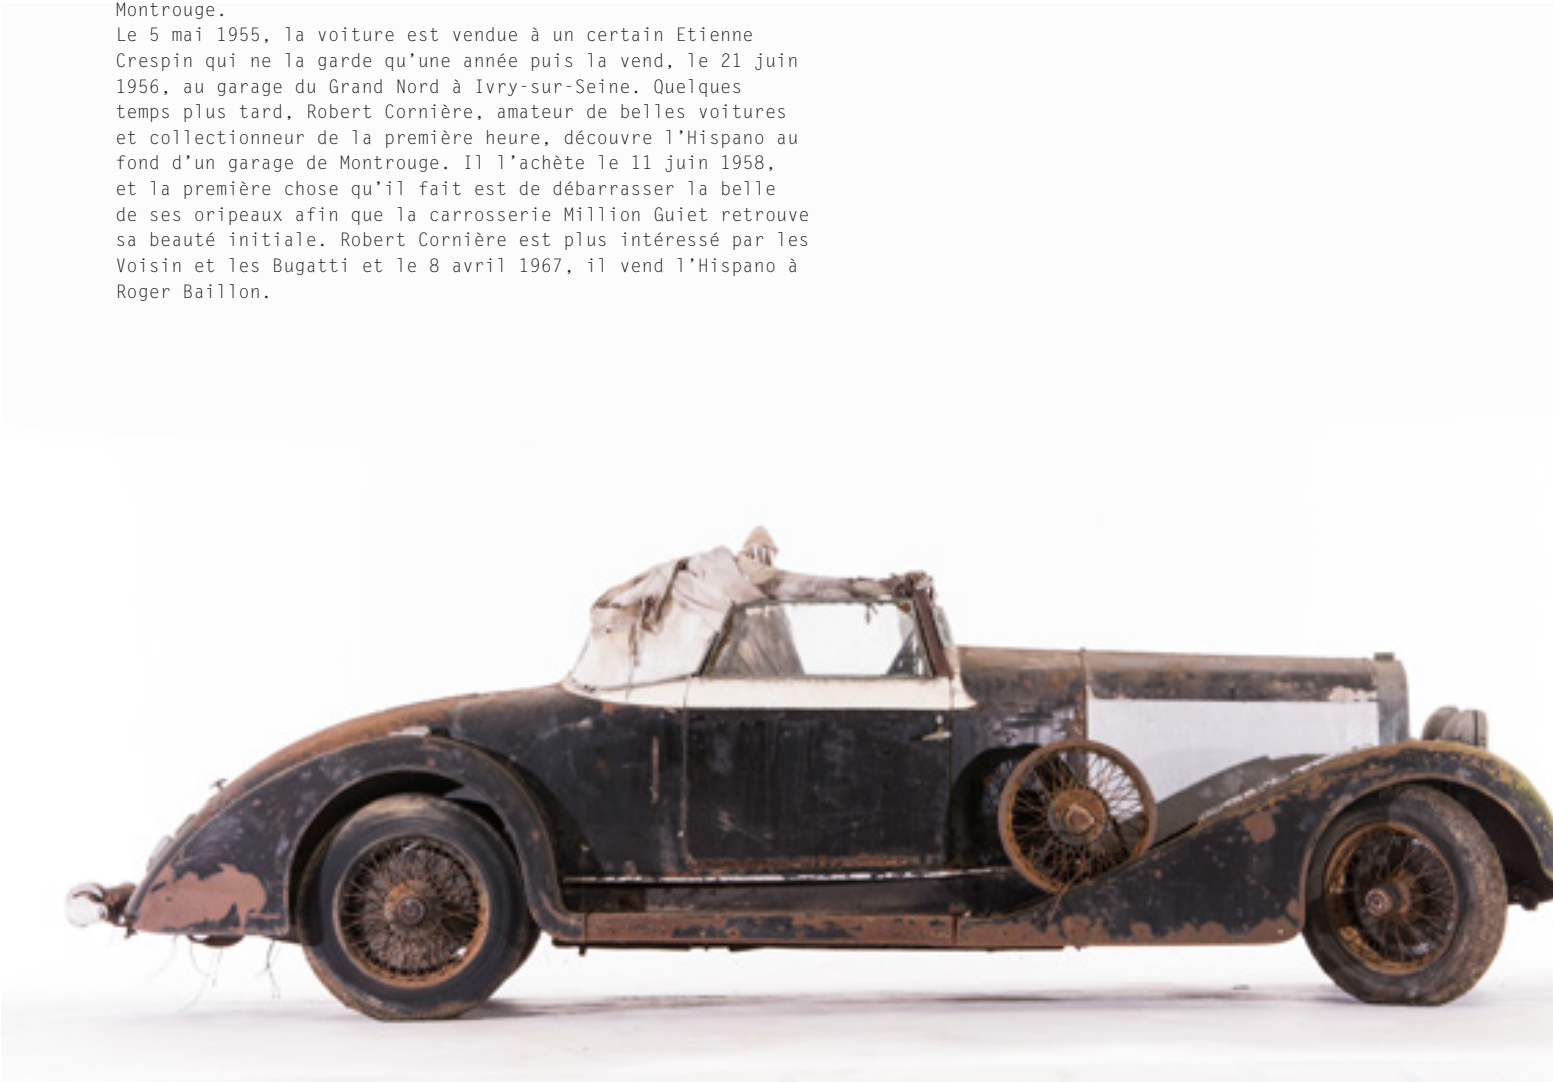 Montrouge.
Le 5 mai 1955, la voiture est vendue à un certain Etienne
Crespin qui ne la garde qu’une année puis la vend, le 21 juin
1956, au garage du Grand Nord à Ivry-sur-Seine. Quelques
temps plus tard, Robert Cornière, amateur de belles voitures
et collectionneur de la première heure, découvre l’Hispano au
fond d’un garage de Montrouge. Il l’achète le 11 juin 1958,
et la première chose qu’il fait est de débarrasser la belle
de ses oripeaux afin que la carrosserie Million Guiet retrouve
sa beauté initiale. Robert Cornière est plus intéressé par les
Voisin et les Bugatti et le 8 avril 1967, il vend l’Hispano à
Roger Baillon.